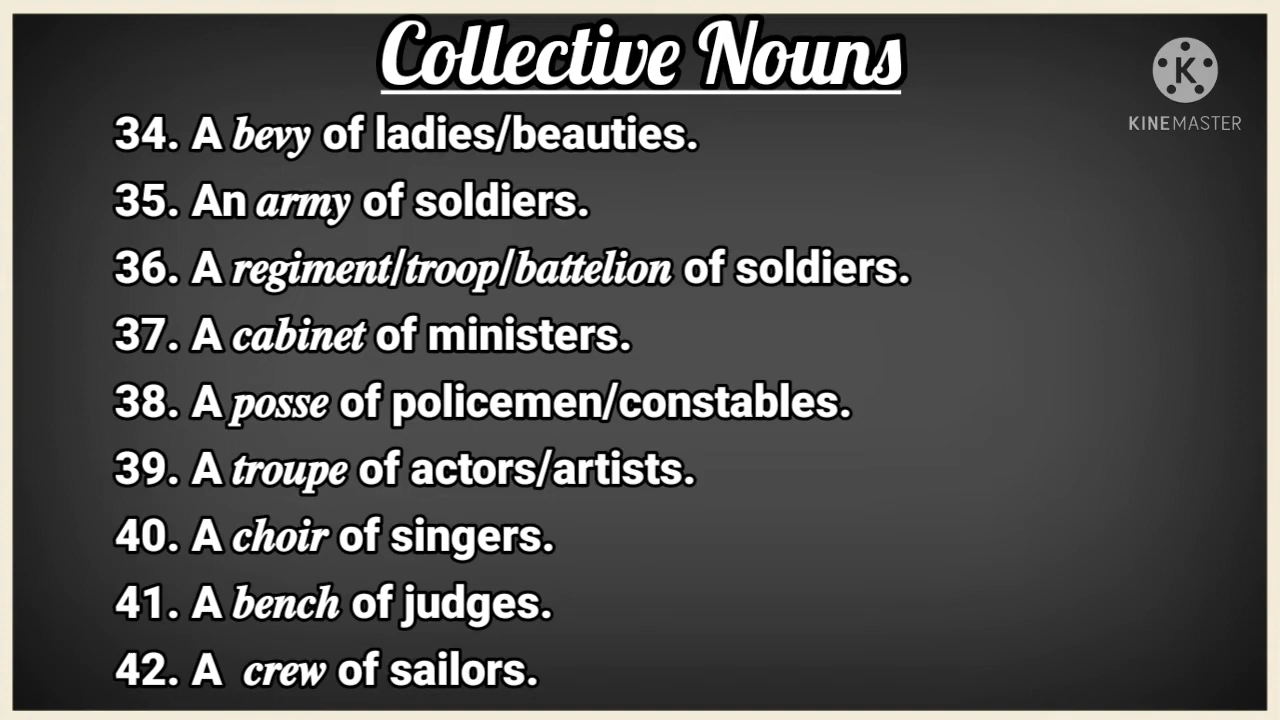 Collective Nouns
K
KINEMASTER
34. A bevy of ladies/beauties.
35. An army of soldiers.
36. A regiment/troop/battelion of soldiers.
37. A cabinet of ministers.
38. A posse of policemen/constables.
39. A troupe of actors/artists.
40. A choir of singers.
41. A bench of judges.
42. A crew of sailors.